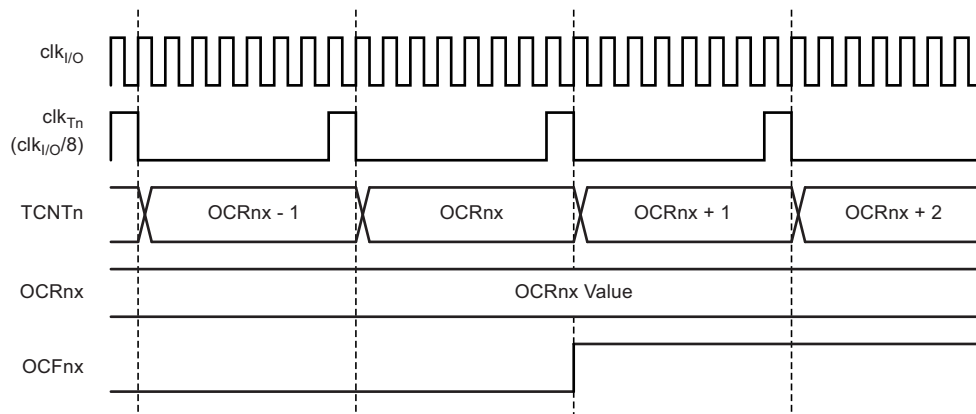 clkI/O
clkTn
(clkI/O/8)
TCNTn
OCRnx - 1
OCRnx
OCRnx + 1
OCRnx + 2
OCRnx
OCRnx Value
OCFnx